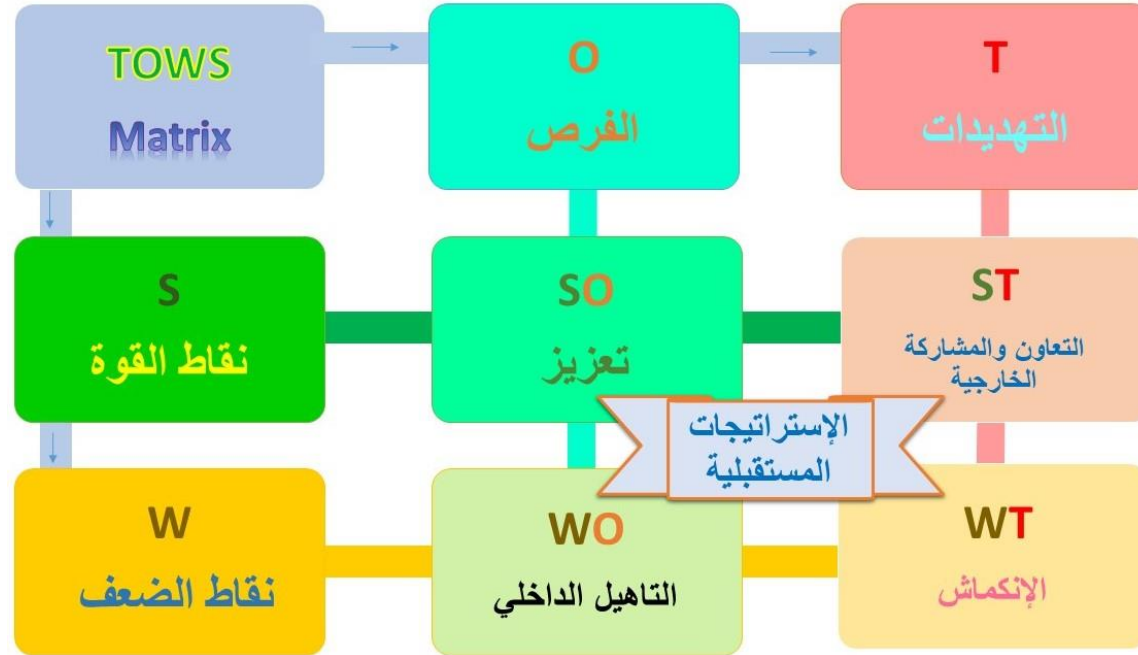 TOWS
Matrix
O
الفرص
T
التهديدات
S
نقاط القوة
SO
تعزيز
ST
التعاون والمشاركة
الخارجية
الإستراتيجات
المستقبلية
W
نقاط الضعف
WO
التاهيل الداخلي
WT
الإنكماش